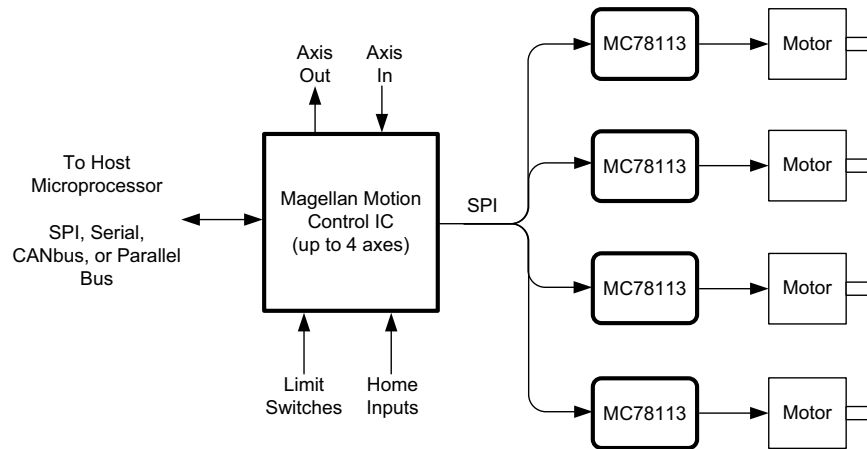 Axis
Out
Axis
In
To Host
Microprocessor
SPI, Serial,
CANbus, or Parallel
Bus
Magellan Motion
Control IC
(up to 4 axes)
Limit
Switches
Home
Inputs
SPI
MC78113
Motor
MC78113
Motor
MC78113
Motor
MC78113
Motor